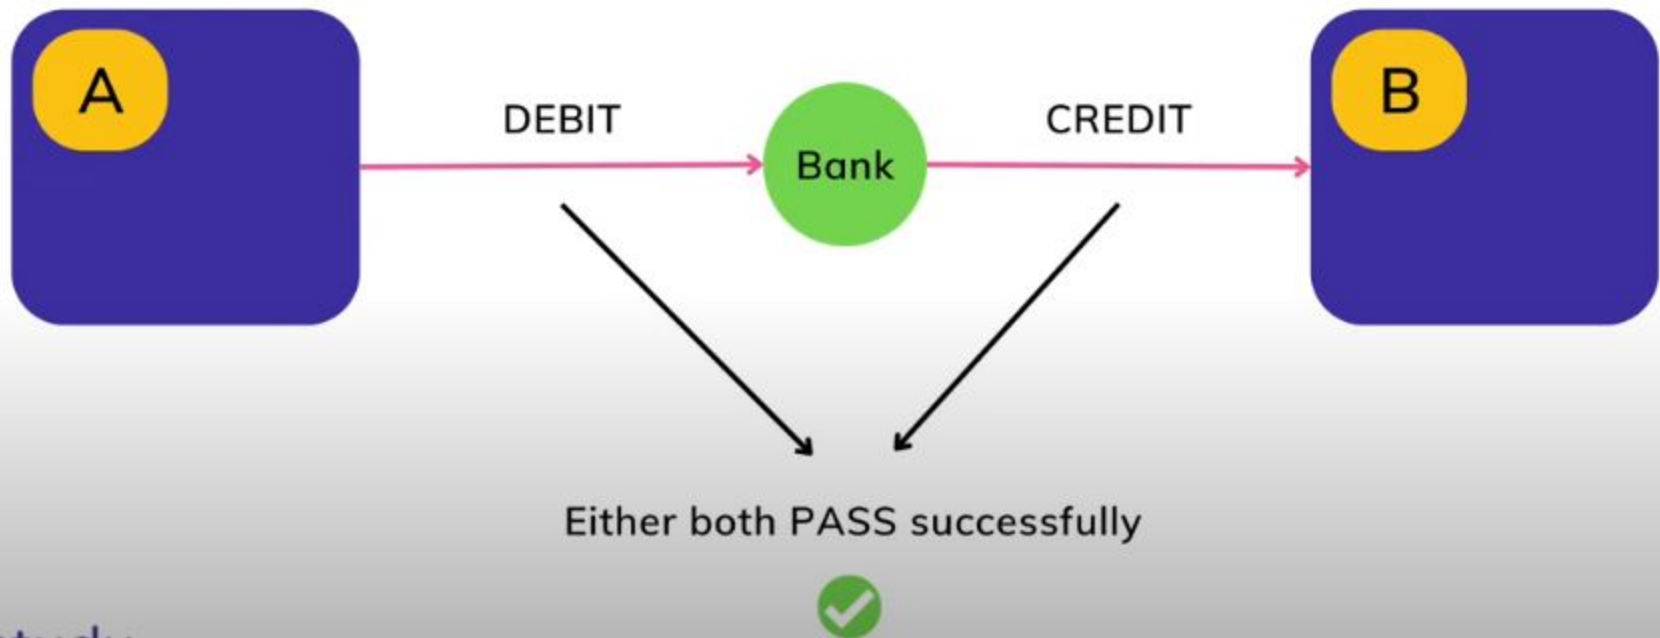 A
B
DEBIT
CREDIT
Bank
Either both PASS successfully